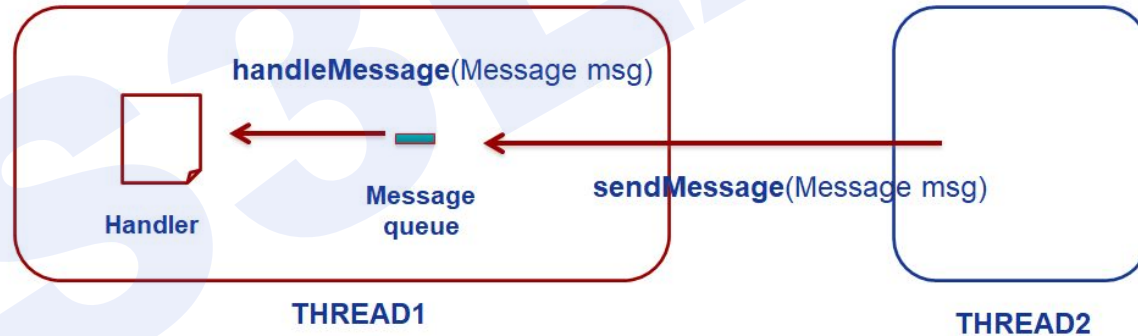 handleMessage(Message msg)
sendMessage(Message msg)
Handler
Message
queue
THREAD1
THREAD2